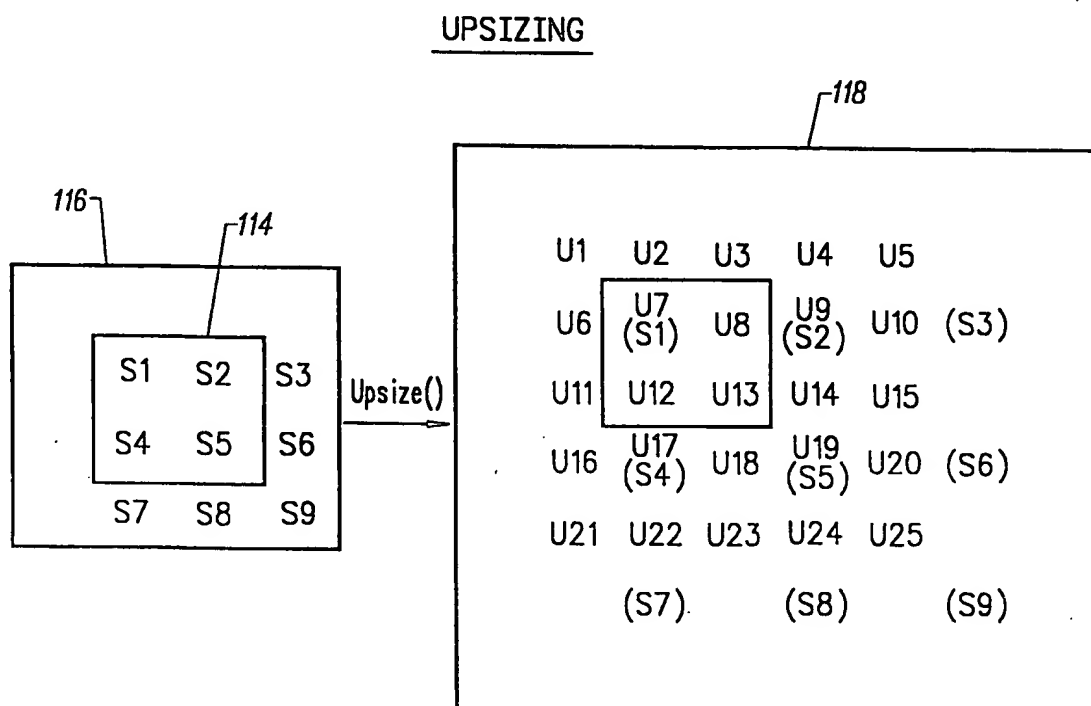 UPSIZING
118
116
114
S1 S2 S3
S4 S5 S6
S7 S8 S9
Upsize()
U1 U2 U3 U4 U5
U6 U7 U8 U9 U10 (S3)
(S1) (S2)
U11 U12 U13 U14 U15
U16 U17 U18 U19 U20 (S6)
(S4) (S5)
U21 U22 U23 U24 U25
(S7) (S8) (S9)